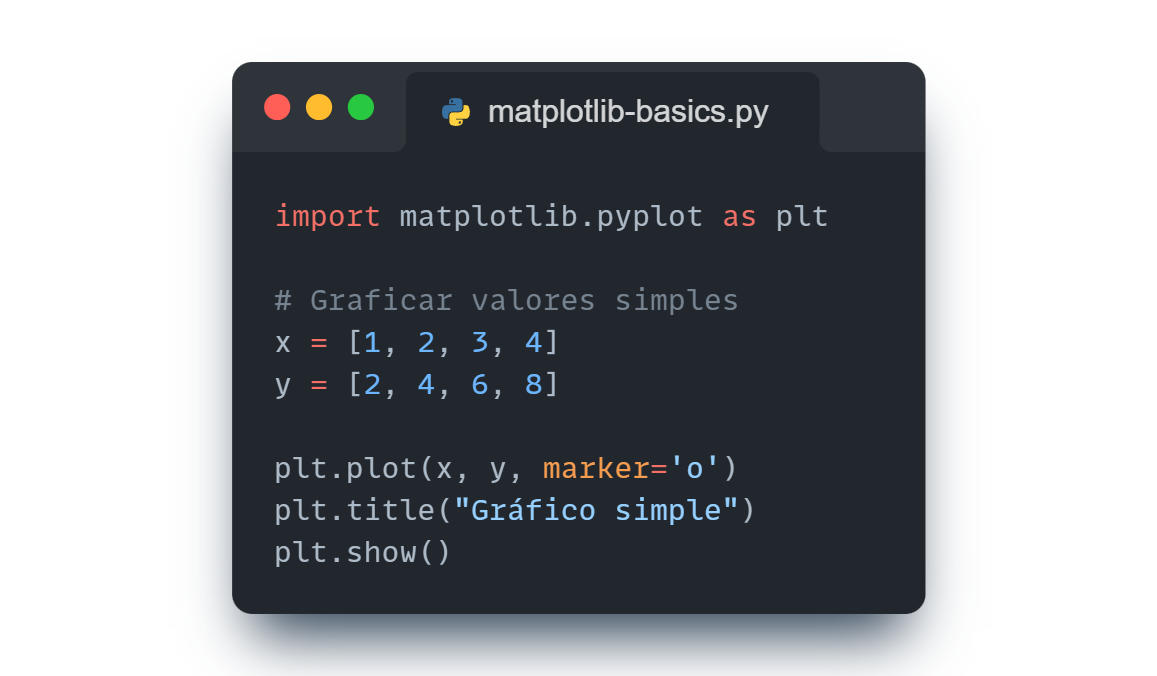 matplotlib-basics.py
import matplotlib.pyplot as plt
# Graficar valores simples
x = [1, 2, 3, 4]
y = [2, 4, 6, 8]
plt.plot(x, y, marker='o')
plt.title("Gráfico simple")
plt.show()